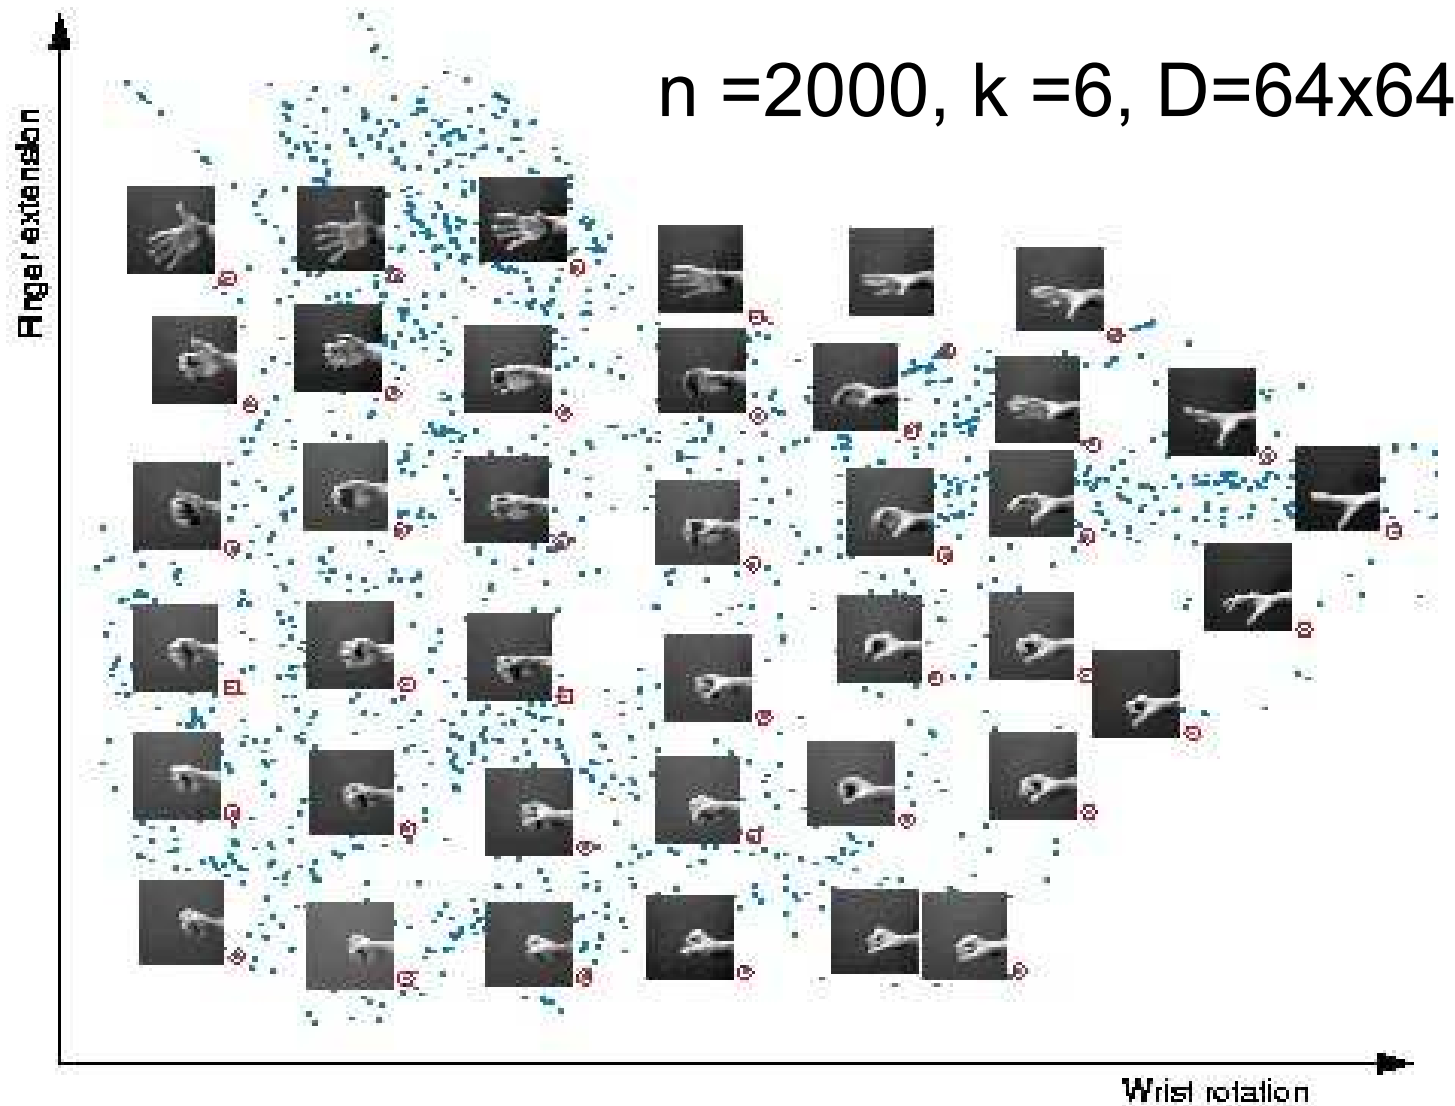 n =2000, k =6, D=64x64
Finger extension
Wrist rotation